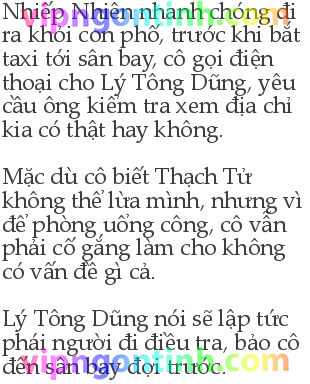 Nhiếp Nhiên nhanh chóng đi
ra khỏi con phố, trước khi bắt
taxi tới sân bay, cô gọi điện
thoại cho Lý Tông Dũng, yêu
cầu ông kiểm tra xem địa chỉ
kia có thật hay không.
Mặc dù cô biết Thạch Tử
không thể lừa mình, nhưng vì
để phòng uổng công, cô vẫn
phải cố gắng làm cho không
có vấn đề gì cả.
Lý Tông Dũng nói sẽ lập tức
phái người đi điều tra, bảo cô
đến sân bay đợi trước.
vipngontinh.com
vipngontinh.com